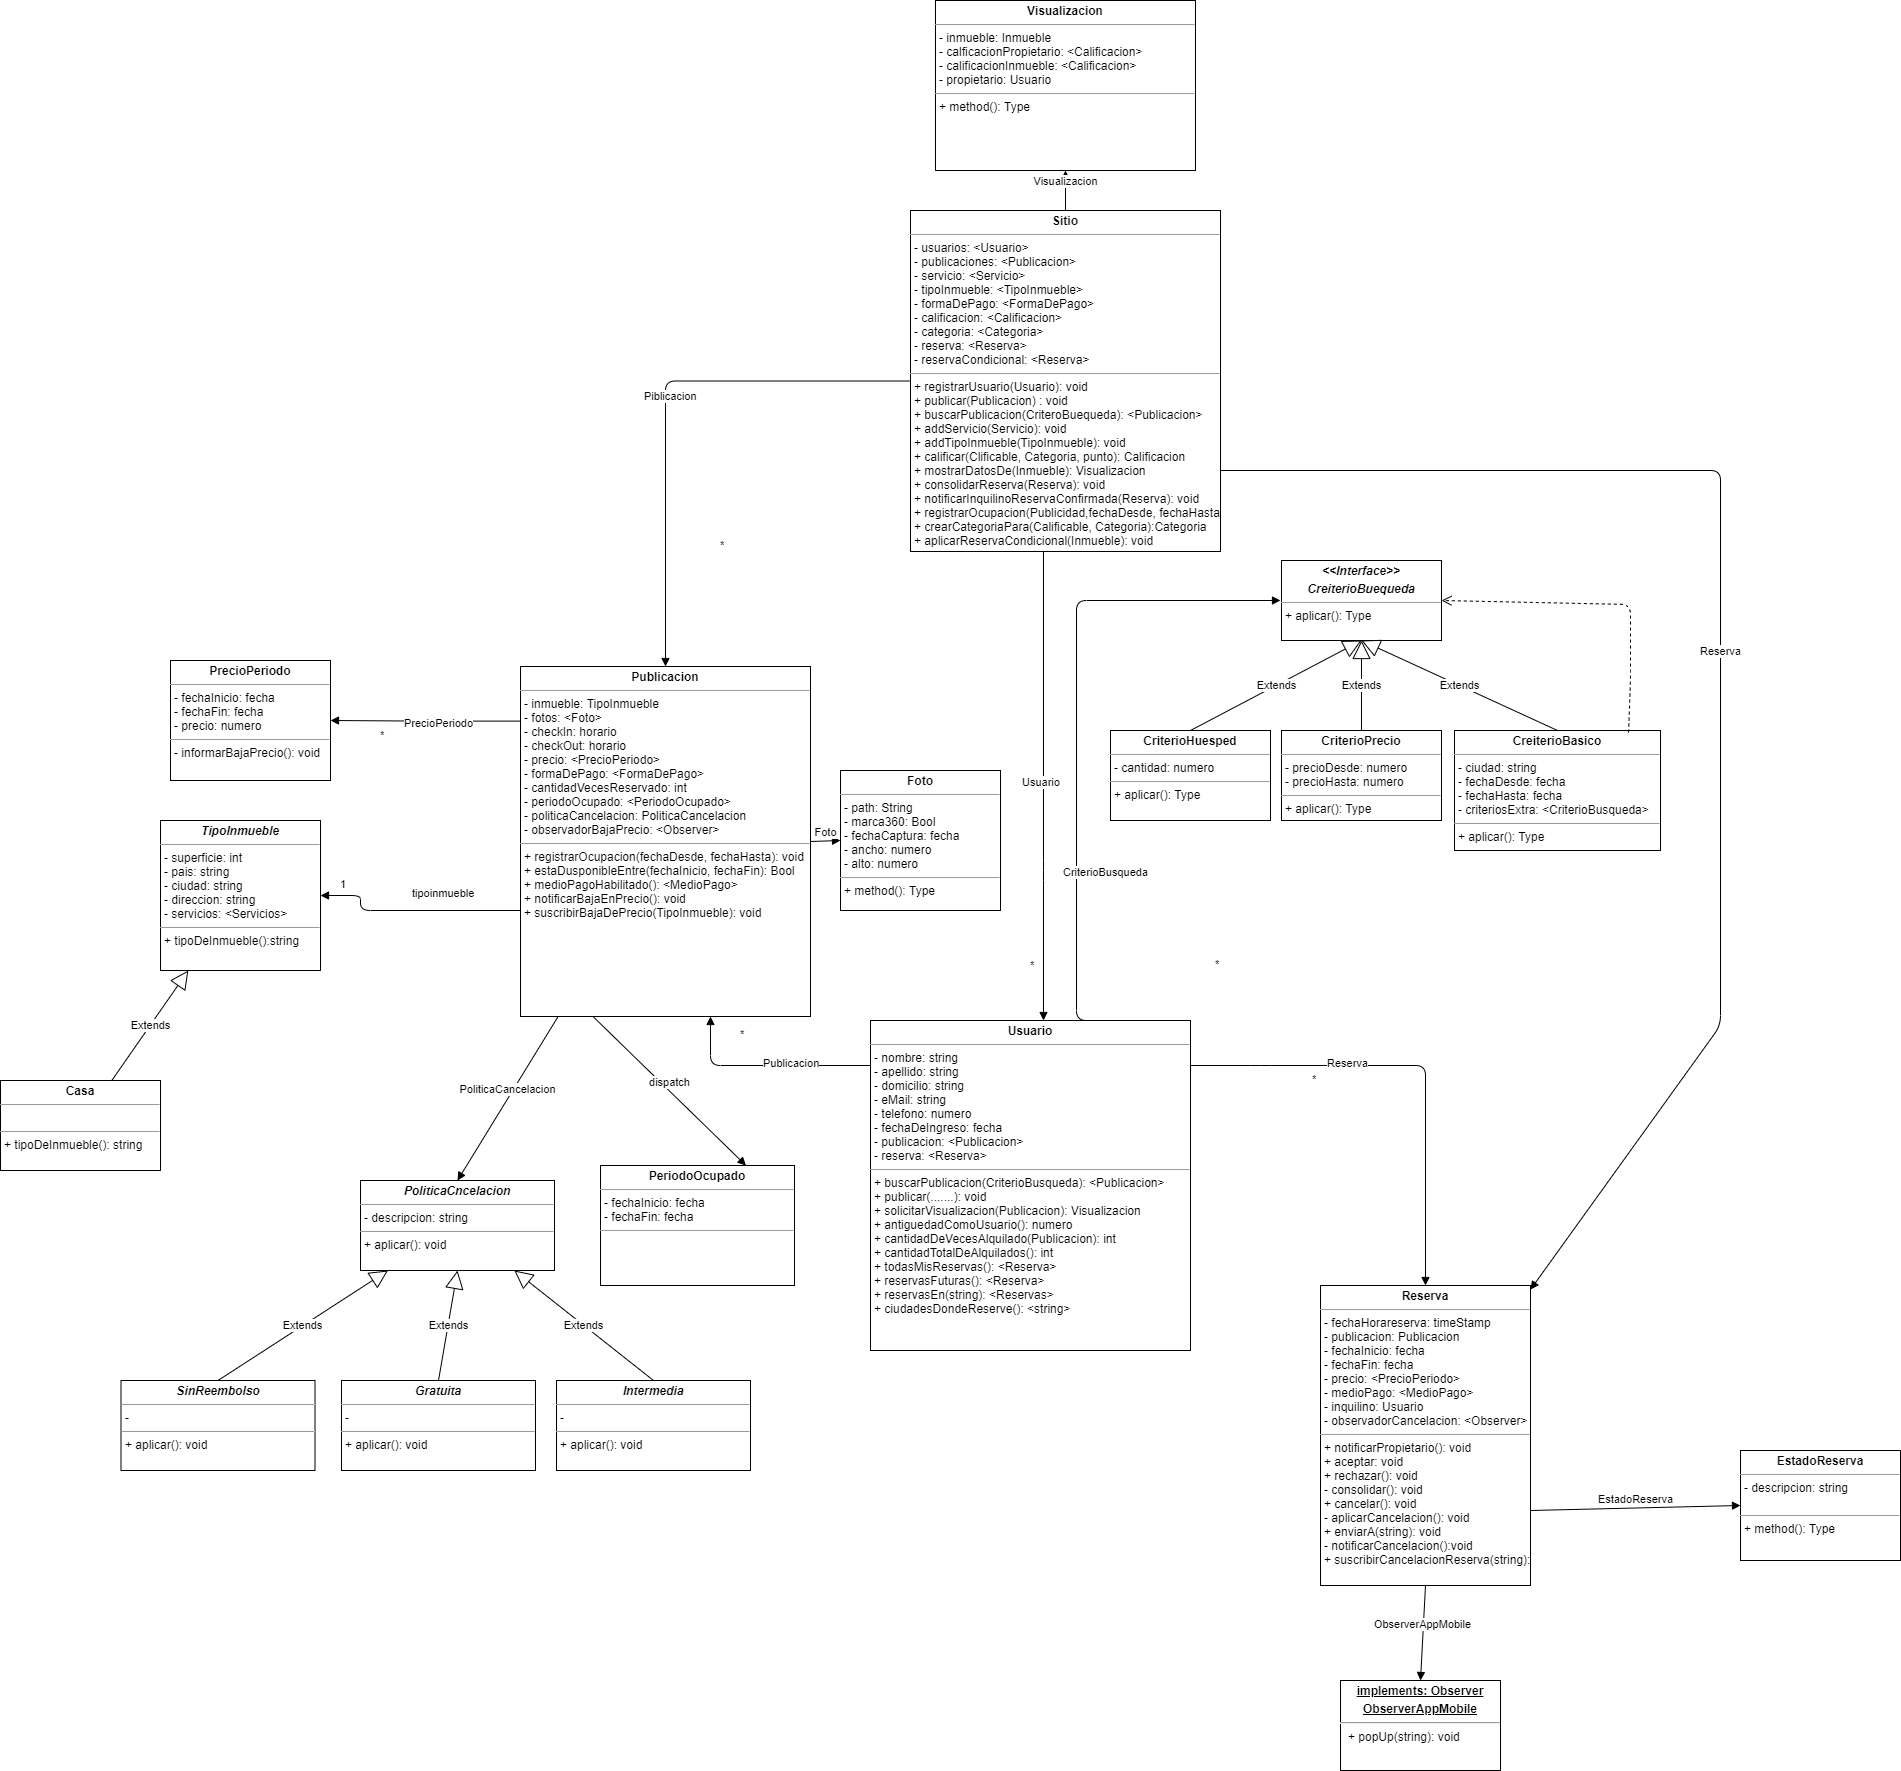 Visualizacion
- inmueble: Inmueble
- calficacionPropietario: <Calificacion>
- calificacionInmueble: <Calificacion>
- propietario: Usuario
+ method(): Type
Visualizacion
Sitio
- usuarios: <Usuario>
- publicaciones: <Publicacion>
- servicio: <Servicio>
- tipoInmueble: <TipoInmueble>
- formaDePago: <FormaDePago>
- calificacion: <Calificacion>
- categoria: <Categoria>
- reserva: <Reserva>
- reservaCondicional: <Reserva>
+ registrarUsuario(Usuario): void
+ publicar(Publicacion) : void
+ buscarPublicacion(CriteroBuequeda): <Publicacion>
+ addServicio(Servicio): void
+ addTipoInmueble(TipoInmueble): void
+ calificar(Clificable, Categoria, punto): Calificacion
+ mostrarDatosDe(Inmueble): Visualizacion
+ consolidarReserva(Reserva): void
+ notificarInquilinoReservaConfirmada(Reserva): void
+ registrarOcupacion(Publicidad,fechaDesde, fechaHasta
+ crearCategoriaPara(Calificable, Categoria):Categoria
+ aplicarReservaCondicional(Inmueble): void
Piblicacion
*
Reserva
<<Interface>>
CreiterioBuequeda
+ aplicar(): Type
Extends
Extends
Extends
CriterioHuesped
- cantidad: numero
+ aplicar(): Type
CriterioPrecio
- precioDesde: numero
- precioHasta: numero
+ aplicar(): Type
CreiterioBasico
- ciudad: string
- fechaDesde: fecha
- fechaHasta: fecha
- criteriosExtra: <CriterioBusqueda>
+ aplicar(): Type
PrecioPeriodo
- fechaInicio: fecha
- fechaFin: fecha
- precio: numero
- informarBajaPrecio(): void
PrecioPeriodo
*
Publicacion
- inmueble: TipoInmueble
- fotos: <Foto>
- checkIn: horario
- checkOut: horario
- precio: <PrecioPeriodo>
- formaDePago: <FormaDePago>
- cantidadVecesReservado: int
- periodoOcupado: <PeriodoOcupado>
- politicaCancelacion: PoliticaCancelacion
- observadorBajaPrecio: <Observer>
+ registrarOcupacion(fechaDesde, fechaHasta): void
+ estaDusponibleEntre(fechaInicio, fechaFin): Bool
+ medioPagoHabilitado(): <MedioPago>
+ notificarBajaEnPrecio(): void
+ suscribirBajaDePrecio(TipoInmueble): void
Foto
Foto
- path: String
- marca360: Bool
- fechaCaptura: fecha
- ancho: numero
- alto: numero
+ method(): Type
Usuario
*
CriterioBusqueda
*
TipoInmueble
- superficie: int
- pais: string
- ciudad: string
- direccion: string
- servicios: <Servicios>
+ tipoDeInmueble():string
1
tipoinmueble
Extends
Casa
+ tipoDeInmueble(): string
*
Publicacion
PoliticaCancelacion
dispatch
PoliticaCncelacion
- descripcion: string
+ aplicar(): void
PeriodoOcupado
- fechaInicio: fecha
- fechaFin: fecha
Extends
Extends
Extends
SinReembolso
-
+ aplicar(): void
Gratuita
-
+ aplicar(): void
Intermedia
-
+ aplicar(): void
Usuario
- nombre: string
- apellido: string
- domicilio: string
- eMail: string
- telefono: numero
- fechaDeIngreso: fecha
- publicacion: <Publicacion>
- reserva: <Reserva>
+ buscarPublicacion(CriterioBusqueda): <Publicacion>
+ publicar(.......): void
+ solicitarVisualizacion(Publicacion): Visualizacion
+ antiguedadComoUsuario(): numero
+ cantidadDeVecesAlquilado(Publicacion): int
+ cantidadTotalDeAlquilados(): int
+ todasMisReservas(): <Reserva>
+ reservasFuturas(): <Reserva>
+ reservasEn(string): <Reservas>
+ ciudadesDondeReserve(): <string>
Reserva
*
Reserva
- fechaHorareserva: timeStamp
- publicacion: Publicacion
- fechaInicio: fecha
- fechaFin: fecha
- precio: <PrecioPeriodo>
- medioPago: <MedioPago>
- inquilino: Usuario
- observadorCancelacion: <Observer>
+ notificarPropietario(): void
+ aceptar: void
+ rechazar(): void
- consolidar(): void
+ cancelar(): void
- aplicarCancelacion(): void
+ enviarA(string): void
- notificarCancelacion():void
+ suscribirCancelacionReserva(string):
EstadoReserva
EstadoReserva
- descripcion: string
+ method(): Type
ObserverAppMobile
implements: Observer
ObserverAppMobile
+ popUp(string): void